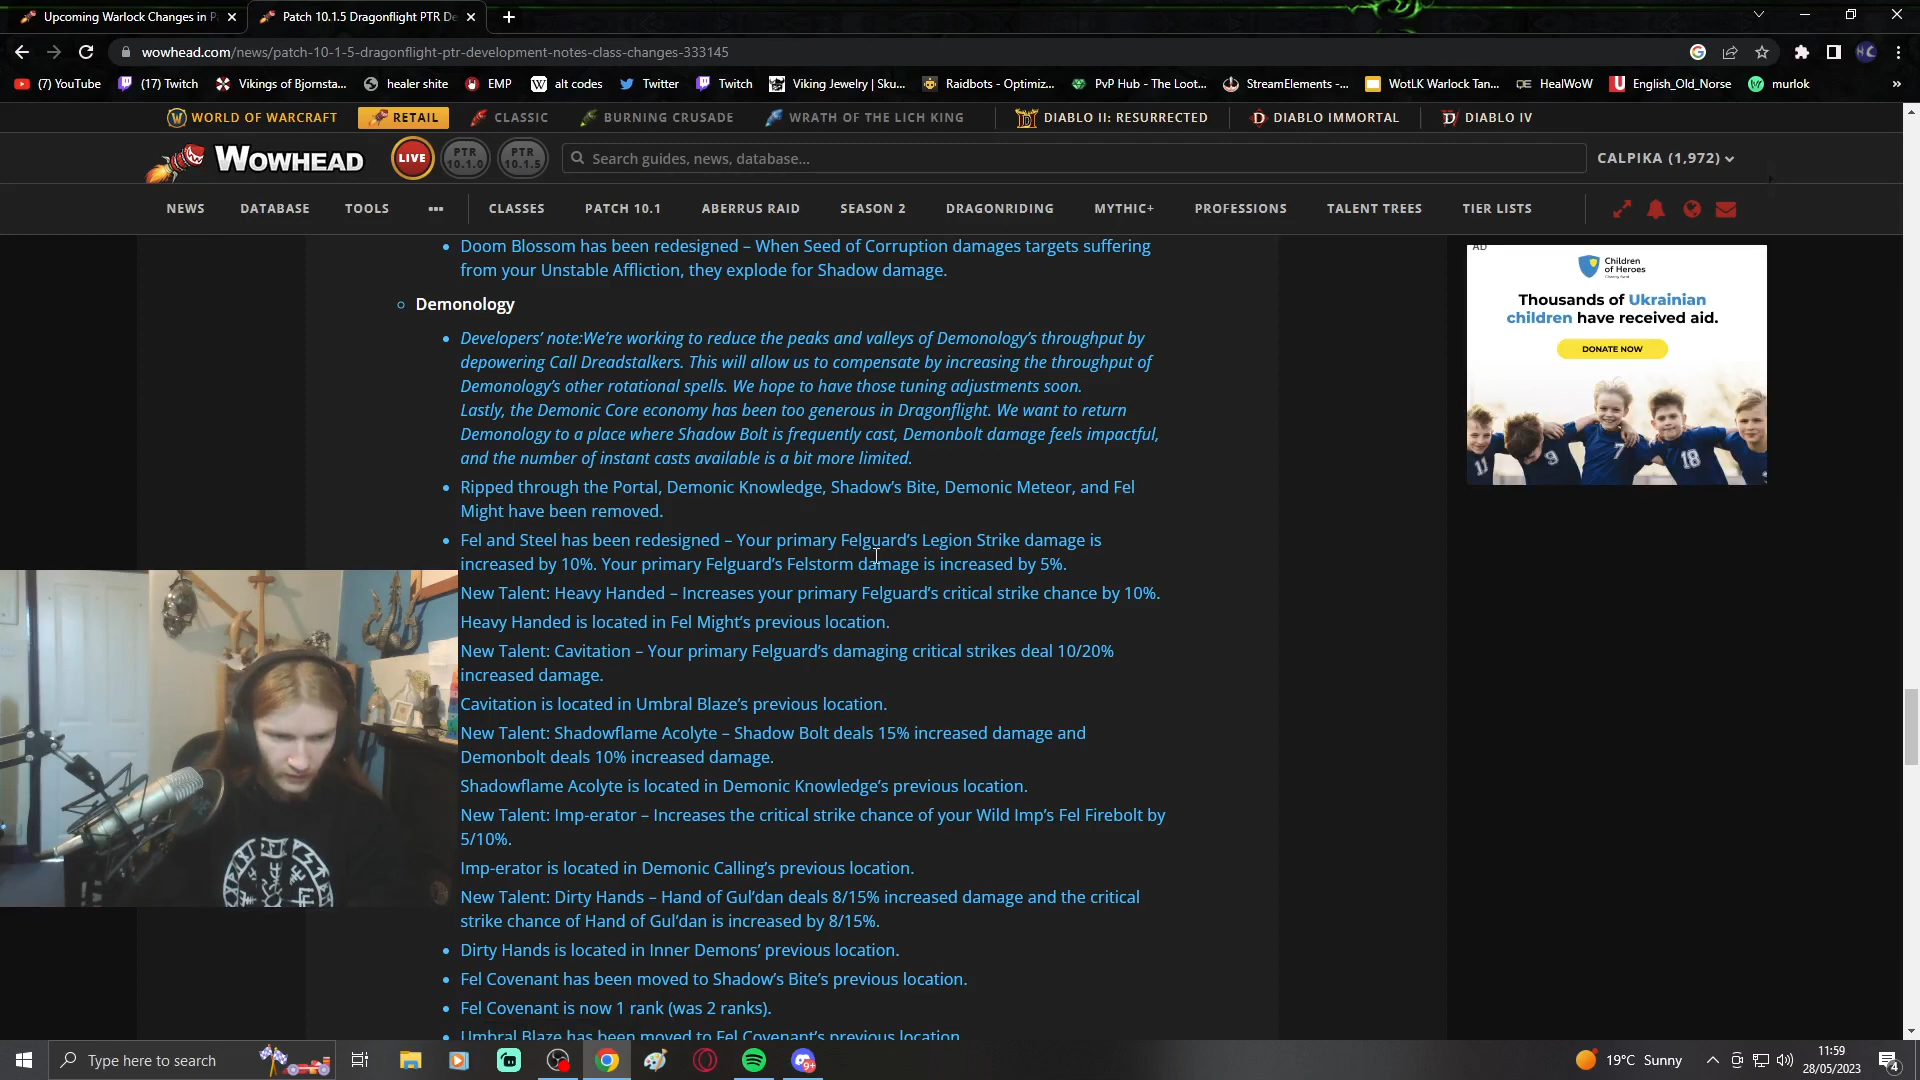 Upcoming Warlock Changes in P
Patch 10.1.5 Dragonflight PTR De
wowhead.com/news/patch-10-1-5-dragonflight-ptr-development-notes-class-changes-333145
(7) YouTube
(17) Twitch
Vikings of Bjornsta...
healer shite
EMP
alt codes
Twitter
Twitch
Viking Jewelry | Sku...
Raidbots - Optimiz...
PvP Hub - The Loot...
StreamElements -...
WotLK Warlock Tan...
HealWoW
English_Old_Norse
murlok
WORLD OF WARCRAFT
RETAIL
CLASSIC
BURNING CRUSADE
WRATH OF THE LICH KING
DIABLO II: RESURRECTED
DIABLO IMMORTAL
DIABLO IV
WOWHEAD
LIVE
PTR 10.1.0
PTR 10.1.5
Search guides, news, database...
CALPIKA (1,972)
NEWS
DATABASE
TOOLS
CLASSES
PATCH 10.1
ABERRUS RAID
SEASON 2
DRAGONRIDING
MYTHIC+
PROFESSIONS
TALENT TREES
TIER LISTS
Doom Blossom has been redesigned – When Seed of Corruption damages targets suffering
from your Unstable Affliction, they explode for Shadow damage.
Demonology
Developers’ note:We’re working to reduce the peaks and valleys of Demonology’s throughput by
depowering Call Dreadstalkers. This will allow us to compensate by increasing the throughput of
Demonology’s other rotational spells. We hope to have those tuning adjustments soon.
Lastly, the Demonic Core economy has been too generous in Dragonflight. We want to return
Demonology to a place where Shadow Bolt is frequently cast, Demonbolt damage feels impactful,
and the number of instant casts available is a bit more limited.
Ripped through the Portal, Demonic Knowledge, Shadow’s Bite, Demonic Meteor, and Fel
Might have been removed.
Fel and Steel has been redesigned – Your primary Felguard’s Legion Strike damage is
increased by 10%. Your primary Felguard’s Felstorm damage is increased by 5%.
New Talent: Heavy Handed – Increases your primary Felguard’s critical strike chance by 10%.
Heavy Handed is located in Fel Might’s previous location.
New Talent: Cavitation – Your primary Felguard’s damaging critical strikes deal 10/20%
increased damage.
Cavitation is located in Umbral Blaze’s previous location.
New Talent: Shadowflame Acolyte – Shadow Bolt deals 15% increased damage and
Demonbolt deals 10% increased damage.
Shadowflame Acolyte is located in Demonic Knowledge’s previous location.
New Talent: Imp-erator – Increases the critical strike chance of your Wild Imp’s Fel Firebolt by
5/10%.
Imp-erator is located in Demonic Calling’s previous location.
New Talent: Dirty Hands – Hand of Gul’dan deals 8/15% increased damage and the critical
strike chance of Hand of Gul’dan is increased by 8/15%.
Dirty Hands is located in Inner Demons’ previous location.
Fel Covenant has been moved to Shadow’s Bite’s previous location.
Fel Covenant is now 1 rank (was 2 ranks).
Umbral Blaze has been moved to Fel Covenant’s previous location.
AD
Children
of Heroes
Thousands of Ukrainian
children have received aid.
DONATE NOW
11
9
7
18
Type here to search
9+
19°C Sunny
11:59
28/05/2023
4